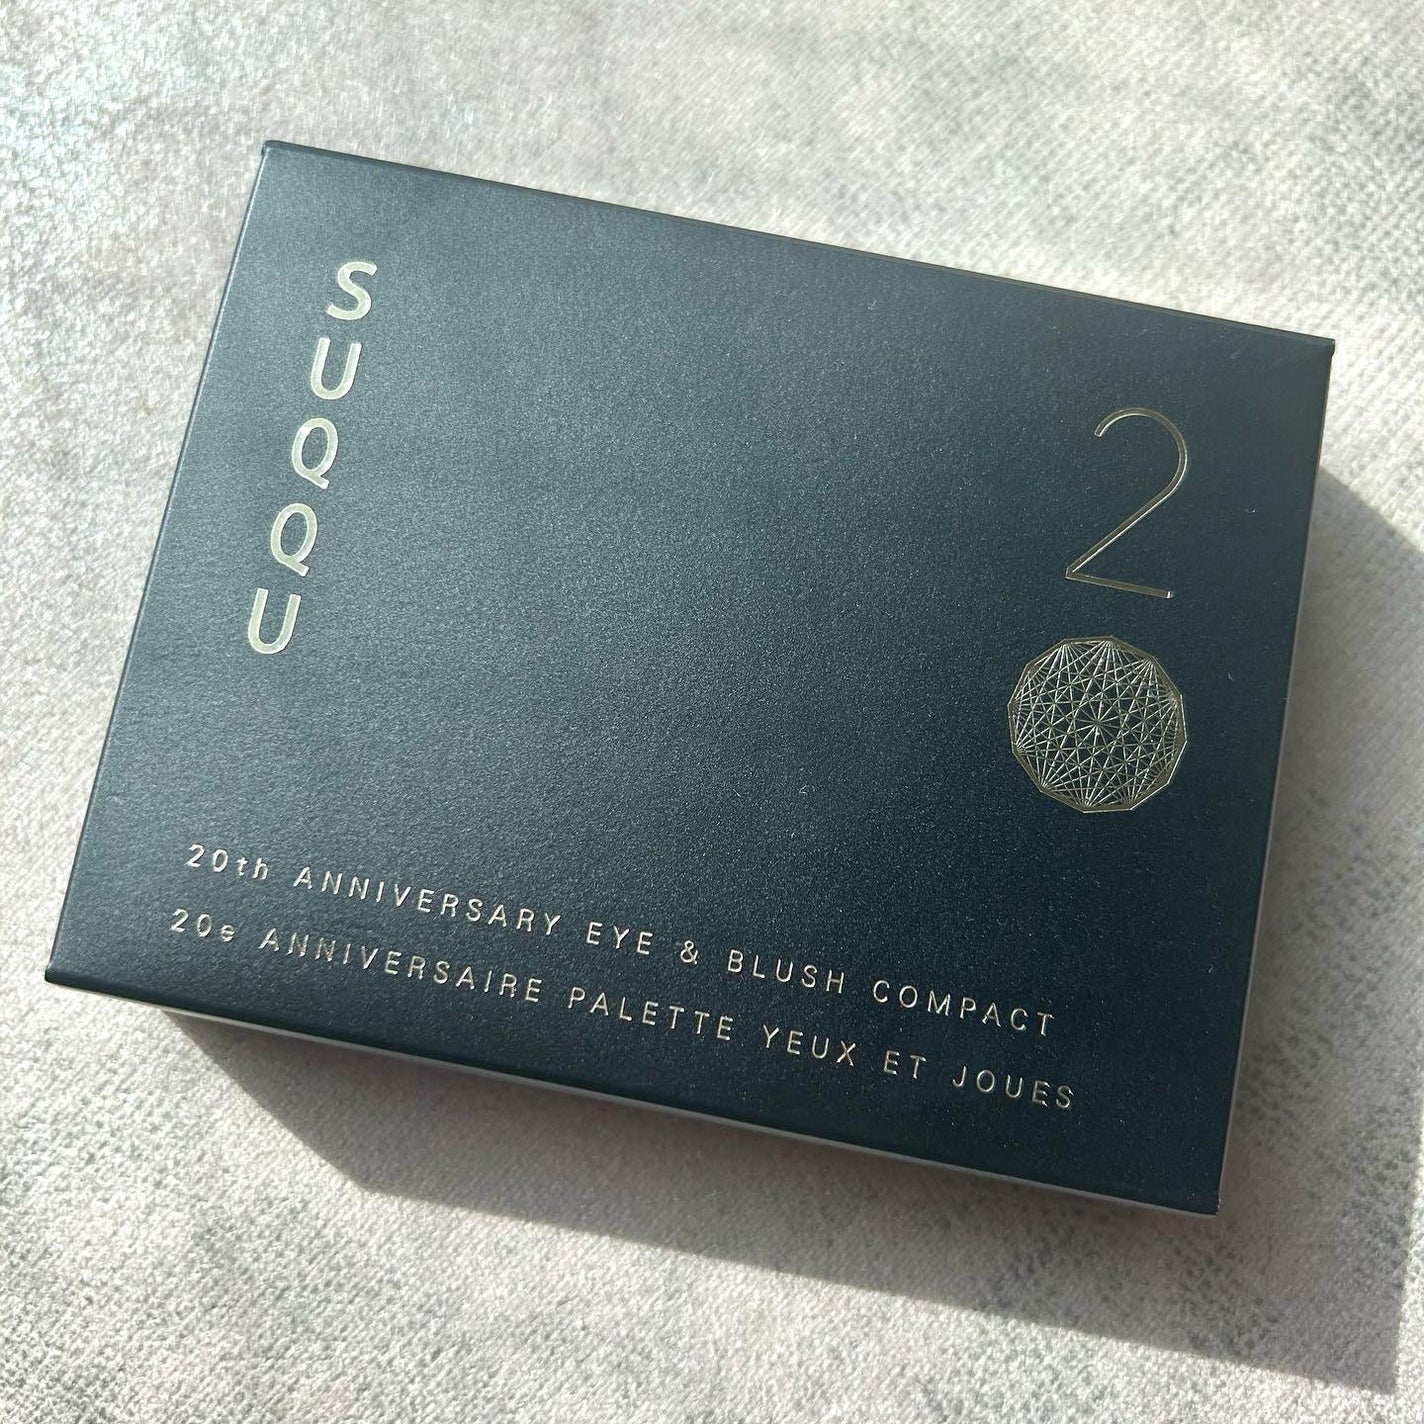 SUQQU
2
20th ANNIVERSARY EYE & BLUSH COMPACT
20e ANNIVERSAIRE PALETTE YEUX ET JOUES